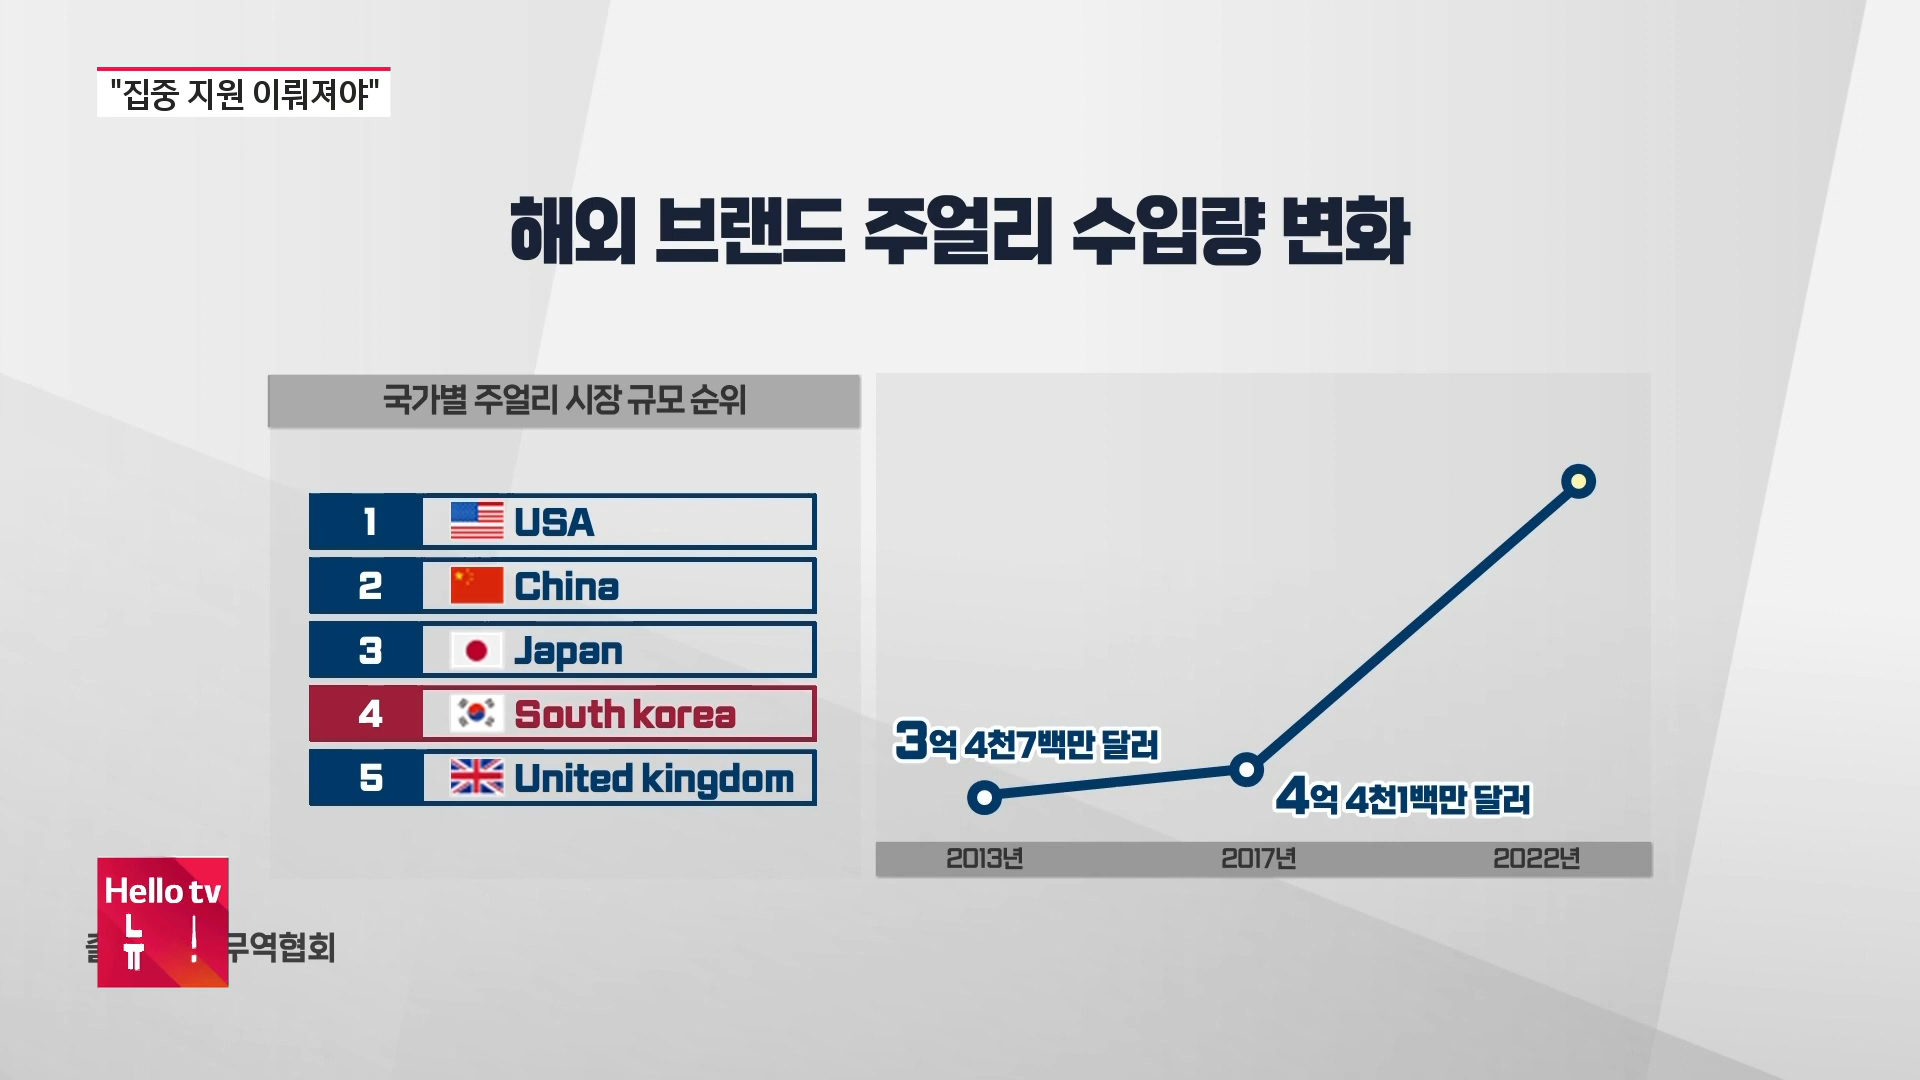 "집중 지원 이뤄져야"
해외 브랜드 주얼리 수입량 변화
국가별 주얼리 시장 규모 순위
1 USA
2 China
3 Japan
4 South korea
5 United kingdom
3억 4천7백만 달러
4억 4천1백만 달러
2013년 2017년 2022년
Hello tv
뉴
무역협회